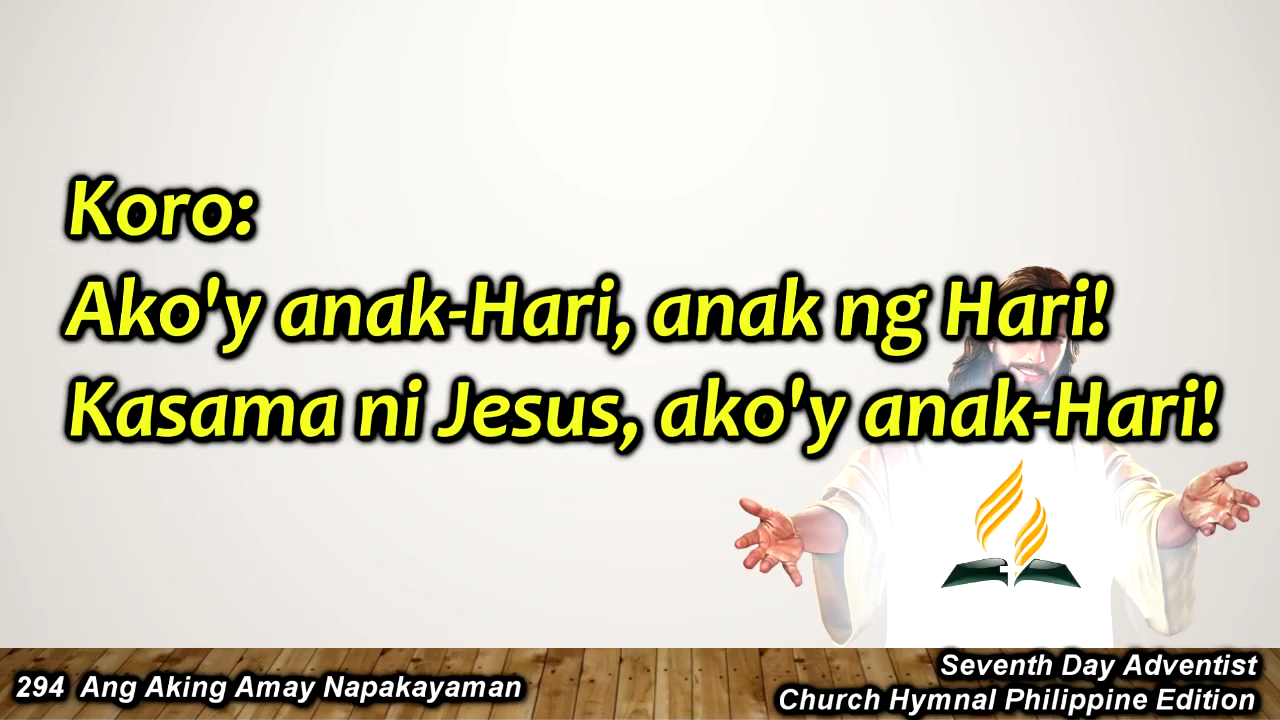 Koro:
Ako'y anak-Hari, anak ng Hari!
Kasama ni Jesus, ako'y anak-Hari!
294 Ang Aking Amay Napakayaman
Seventh Day Adventist
Church Hymnal Philippine Edition